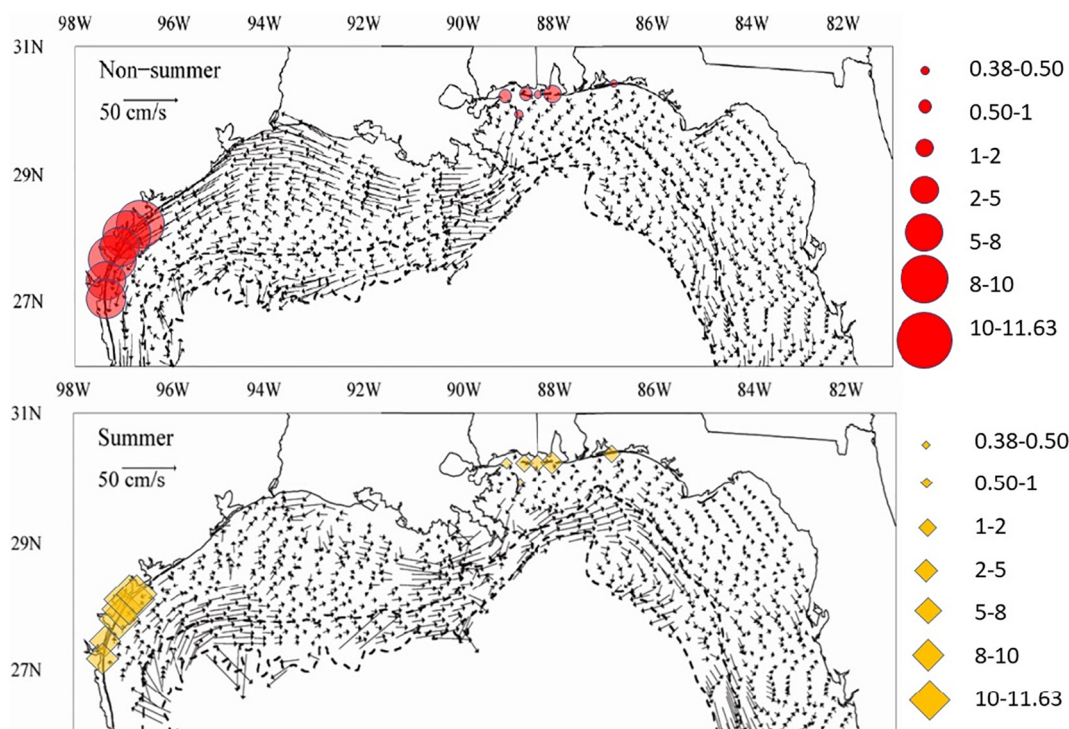 98W 96W 94W 92W 90W 88W 86W 84W 82W
31N
Non-summer
50 cm/s
29N
27N
0.38-0.50
0.50-1
1-2
2-5
5-8
8-10
10-11.63
98W 96W 94W 92W 90W 88W 86W 84W 82W
31N
Summer
50 cm/s
29N
27N
0.38-0.50
0.50-1
1-2
2-5
5-8
8-10
10-11.63